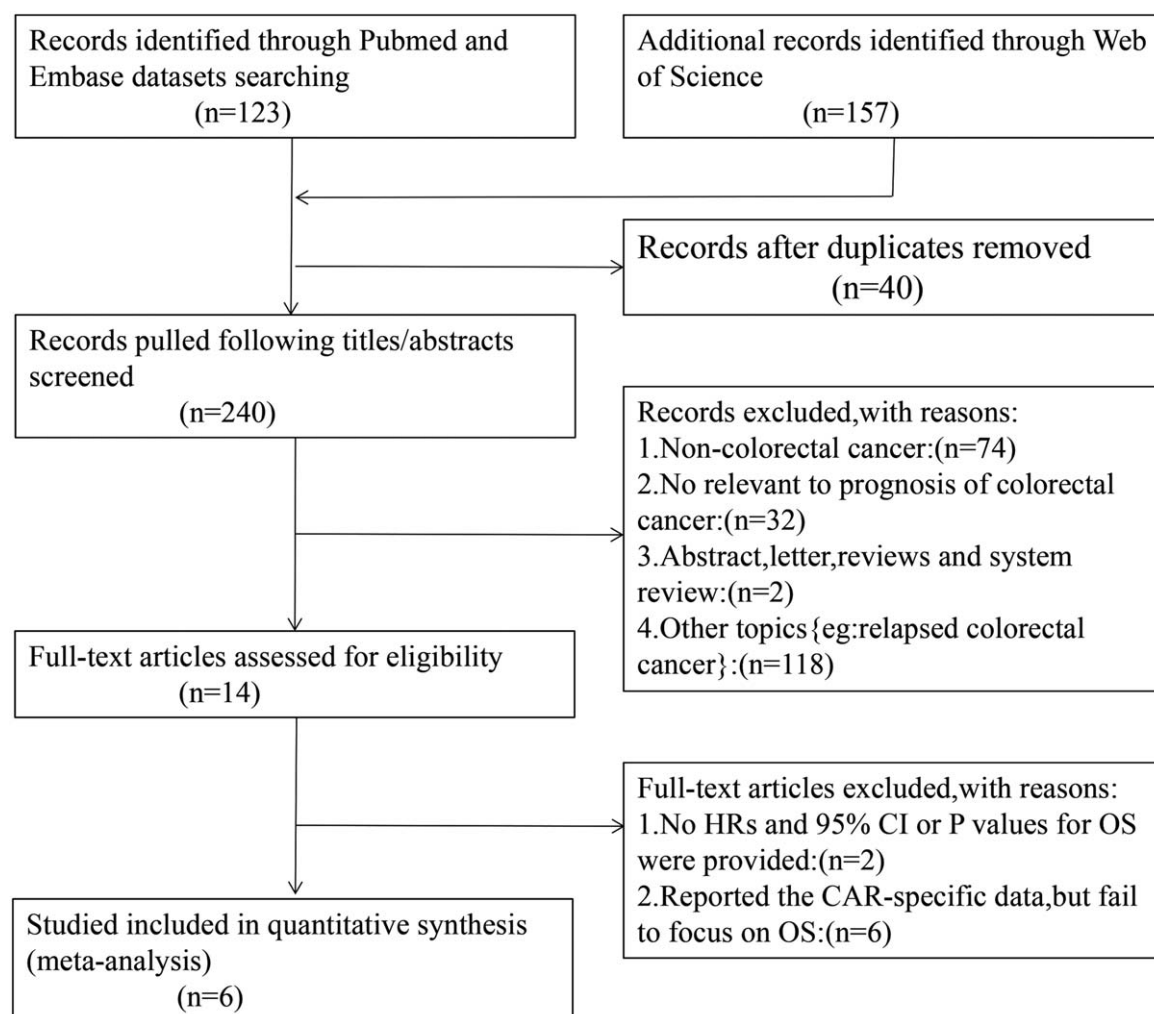 Records identified through Pubmed and
Embase datasets searching
(n=123)
Additional records identified through Web
of Science
(n=157)
Records after duplicates removed
(n=40)
Records pulled following titles/abstracts
screened
(n=240)
Records excluded,with reasons:
1.Non-colorectal cancer:(n=74)
2.No relevant to prognosis of colorectal
cancer:(n=32)
3.Abstract,letter,reviews and system
review:(n=2)
4.Other topics{eg:relapsed colorectal
cancer}:(n=118)
Full-text articles assessed for eligibility
(n=14)
Full-text articles excluded,with reasons:
1.No HRs and 95% CI or P values for OS
were provided:(n=2)
2.Reported the CAR-specific data,but fail
to focus on OS:(n=6)
Studied included in quantitative synthesis
(meta-analysis)
(n=6)